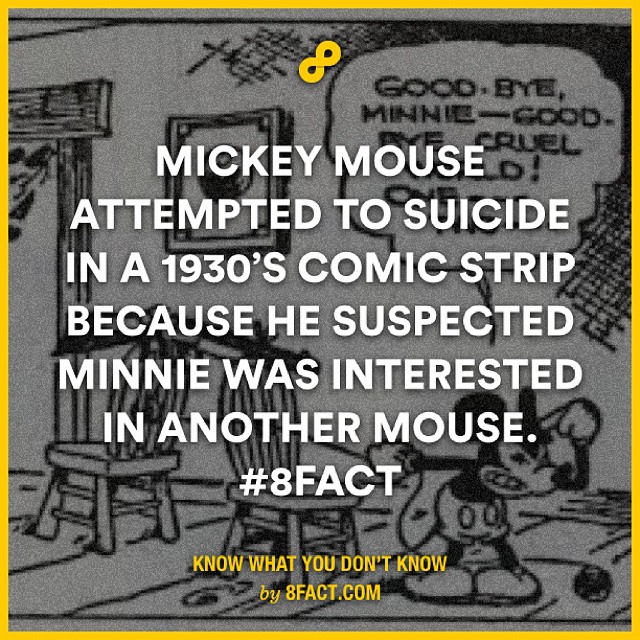 GOOD-BYE,
MINNIE—GOOD-
BYE, CRUEL
MICKEY MOUSE
ATTEMPTED TO SUICIDE
IN A 1930'S COMIC STRIP
BECAUSE HE SUSPECTED
MINNIE WAS INTERESTED
IN ANOTHER MOUSE.
#8FACT
KNOW WHAT YOU DON'T KNOW
by 8FACT.COM